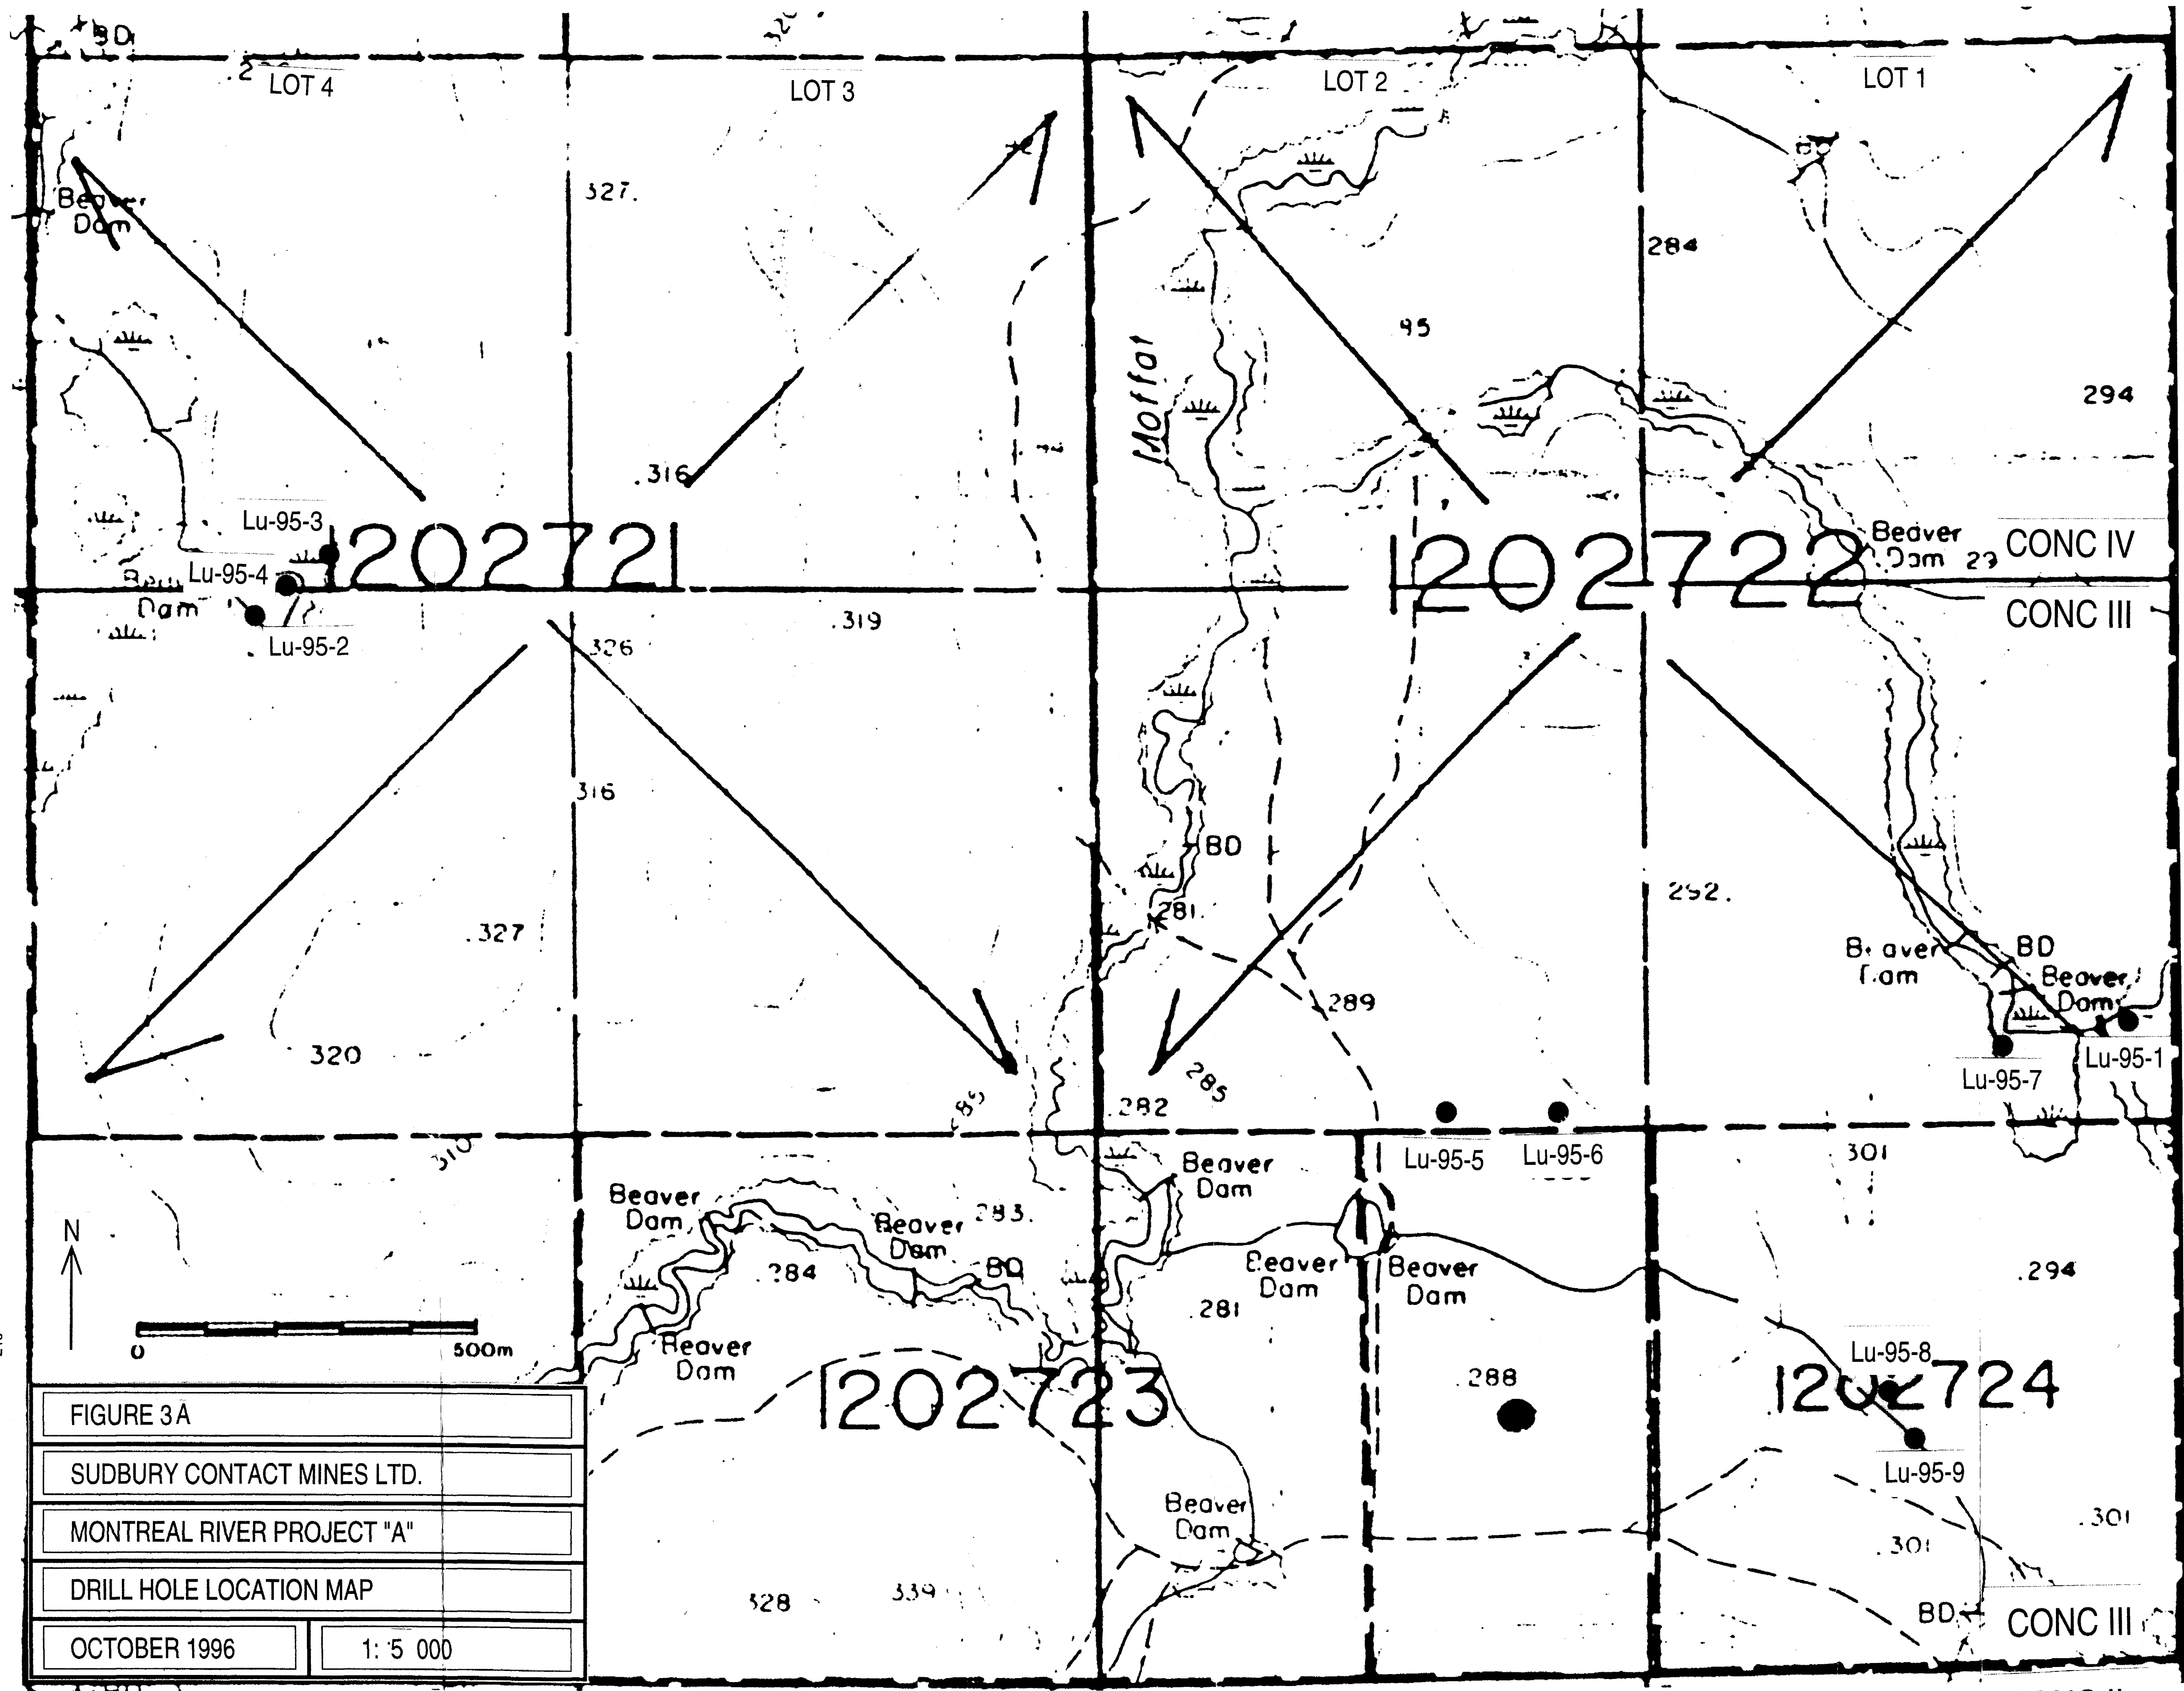 BD
LOT 4
LOT 3
LOT 2
LOT 1
Beaver
Dam
327.
284
95
294
Moffat
.316
Lu-95-3
1202721
1202722
Beaver
Dam
29
CONC IV
Lu-95-4
Dam
Lu-95-2
.319
326
CONC III
316
BD
281.
292.
.327
BD
Beaver
Dam
289
320
285
.282
Lu-95-7
Lu-95-1
310
Lu-95-5
Lu-95-6
301
Beaver
Dam
Beaver
Dam
Beaver
Dam
283.
BD
.284
Beaver
Dam
Beaver
Dam
.281
.294
N
0
500m
Beaver
Dam
1202723
.288
Lu-95-8
1202724
Lu-95-9
Beaver
Dam
.301
.301
328
339
BD
CONC III
FIGURE 3A
SUDBURY CONTACT MINES LTD.
MONTREAL RIVER PROJECT "A"
DRILL HOLE LOCATION MAP
OCTOBER 1996
1: 5 000